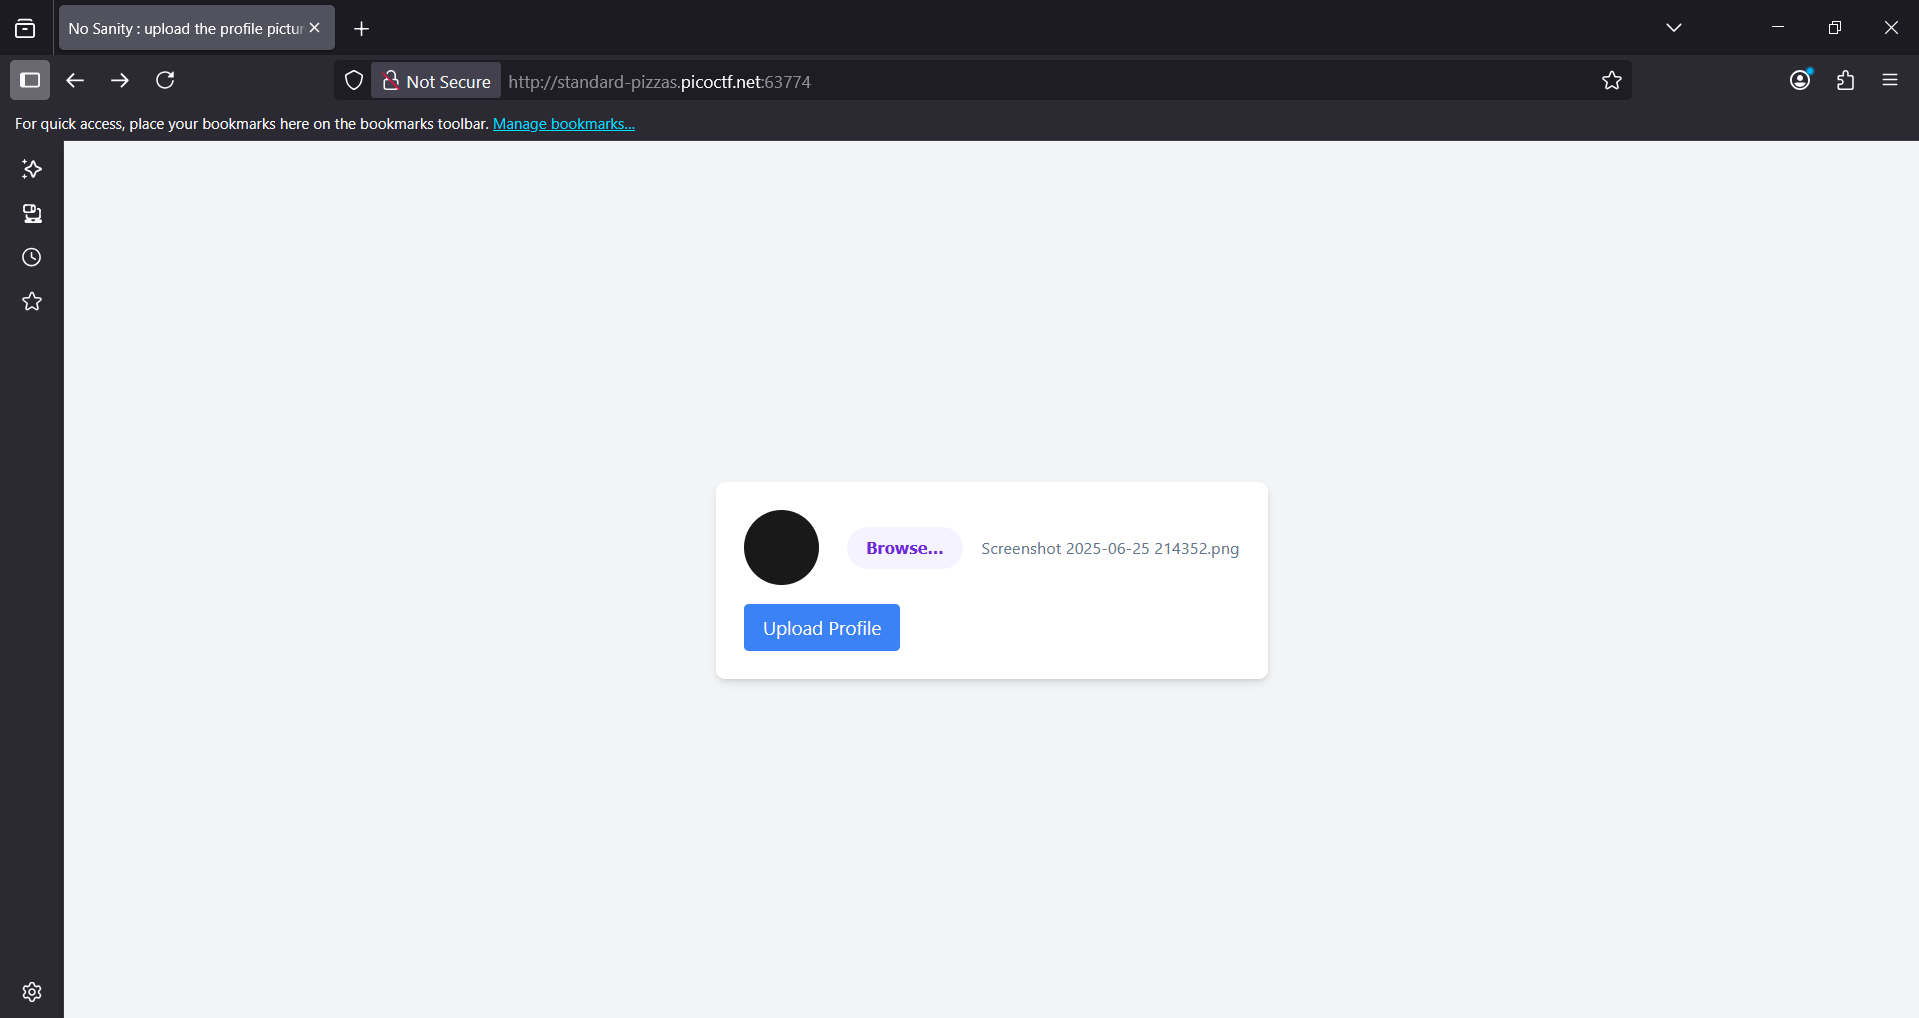 No Sanity : upload the profile pictur
Not Secure
http://standard-pizzas.picoctf.net:63774
For quick access, place your bookmarks here on the bookmarks toolbar. Manage bookmarks...
Browse...
Screenshot 2025-06-25 214352.png
Upload Profile